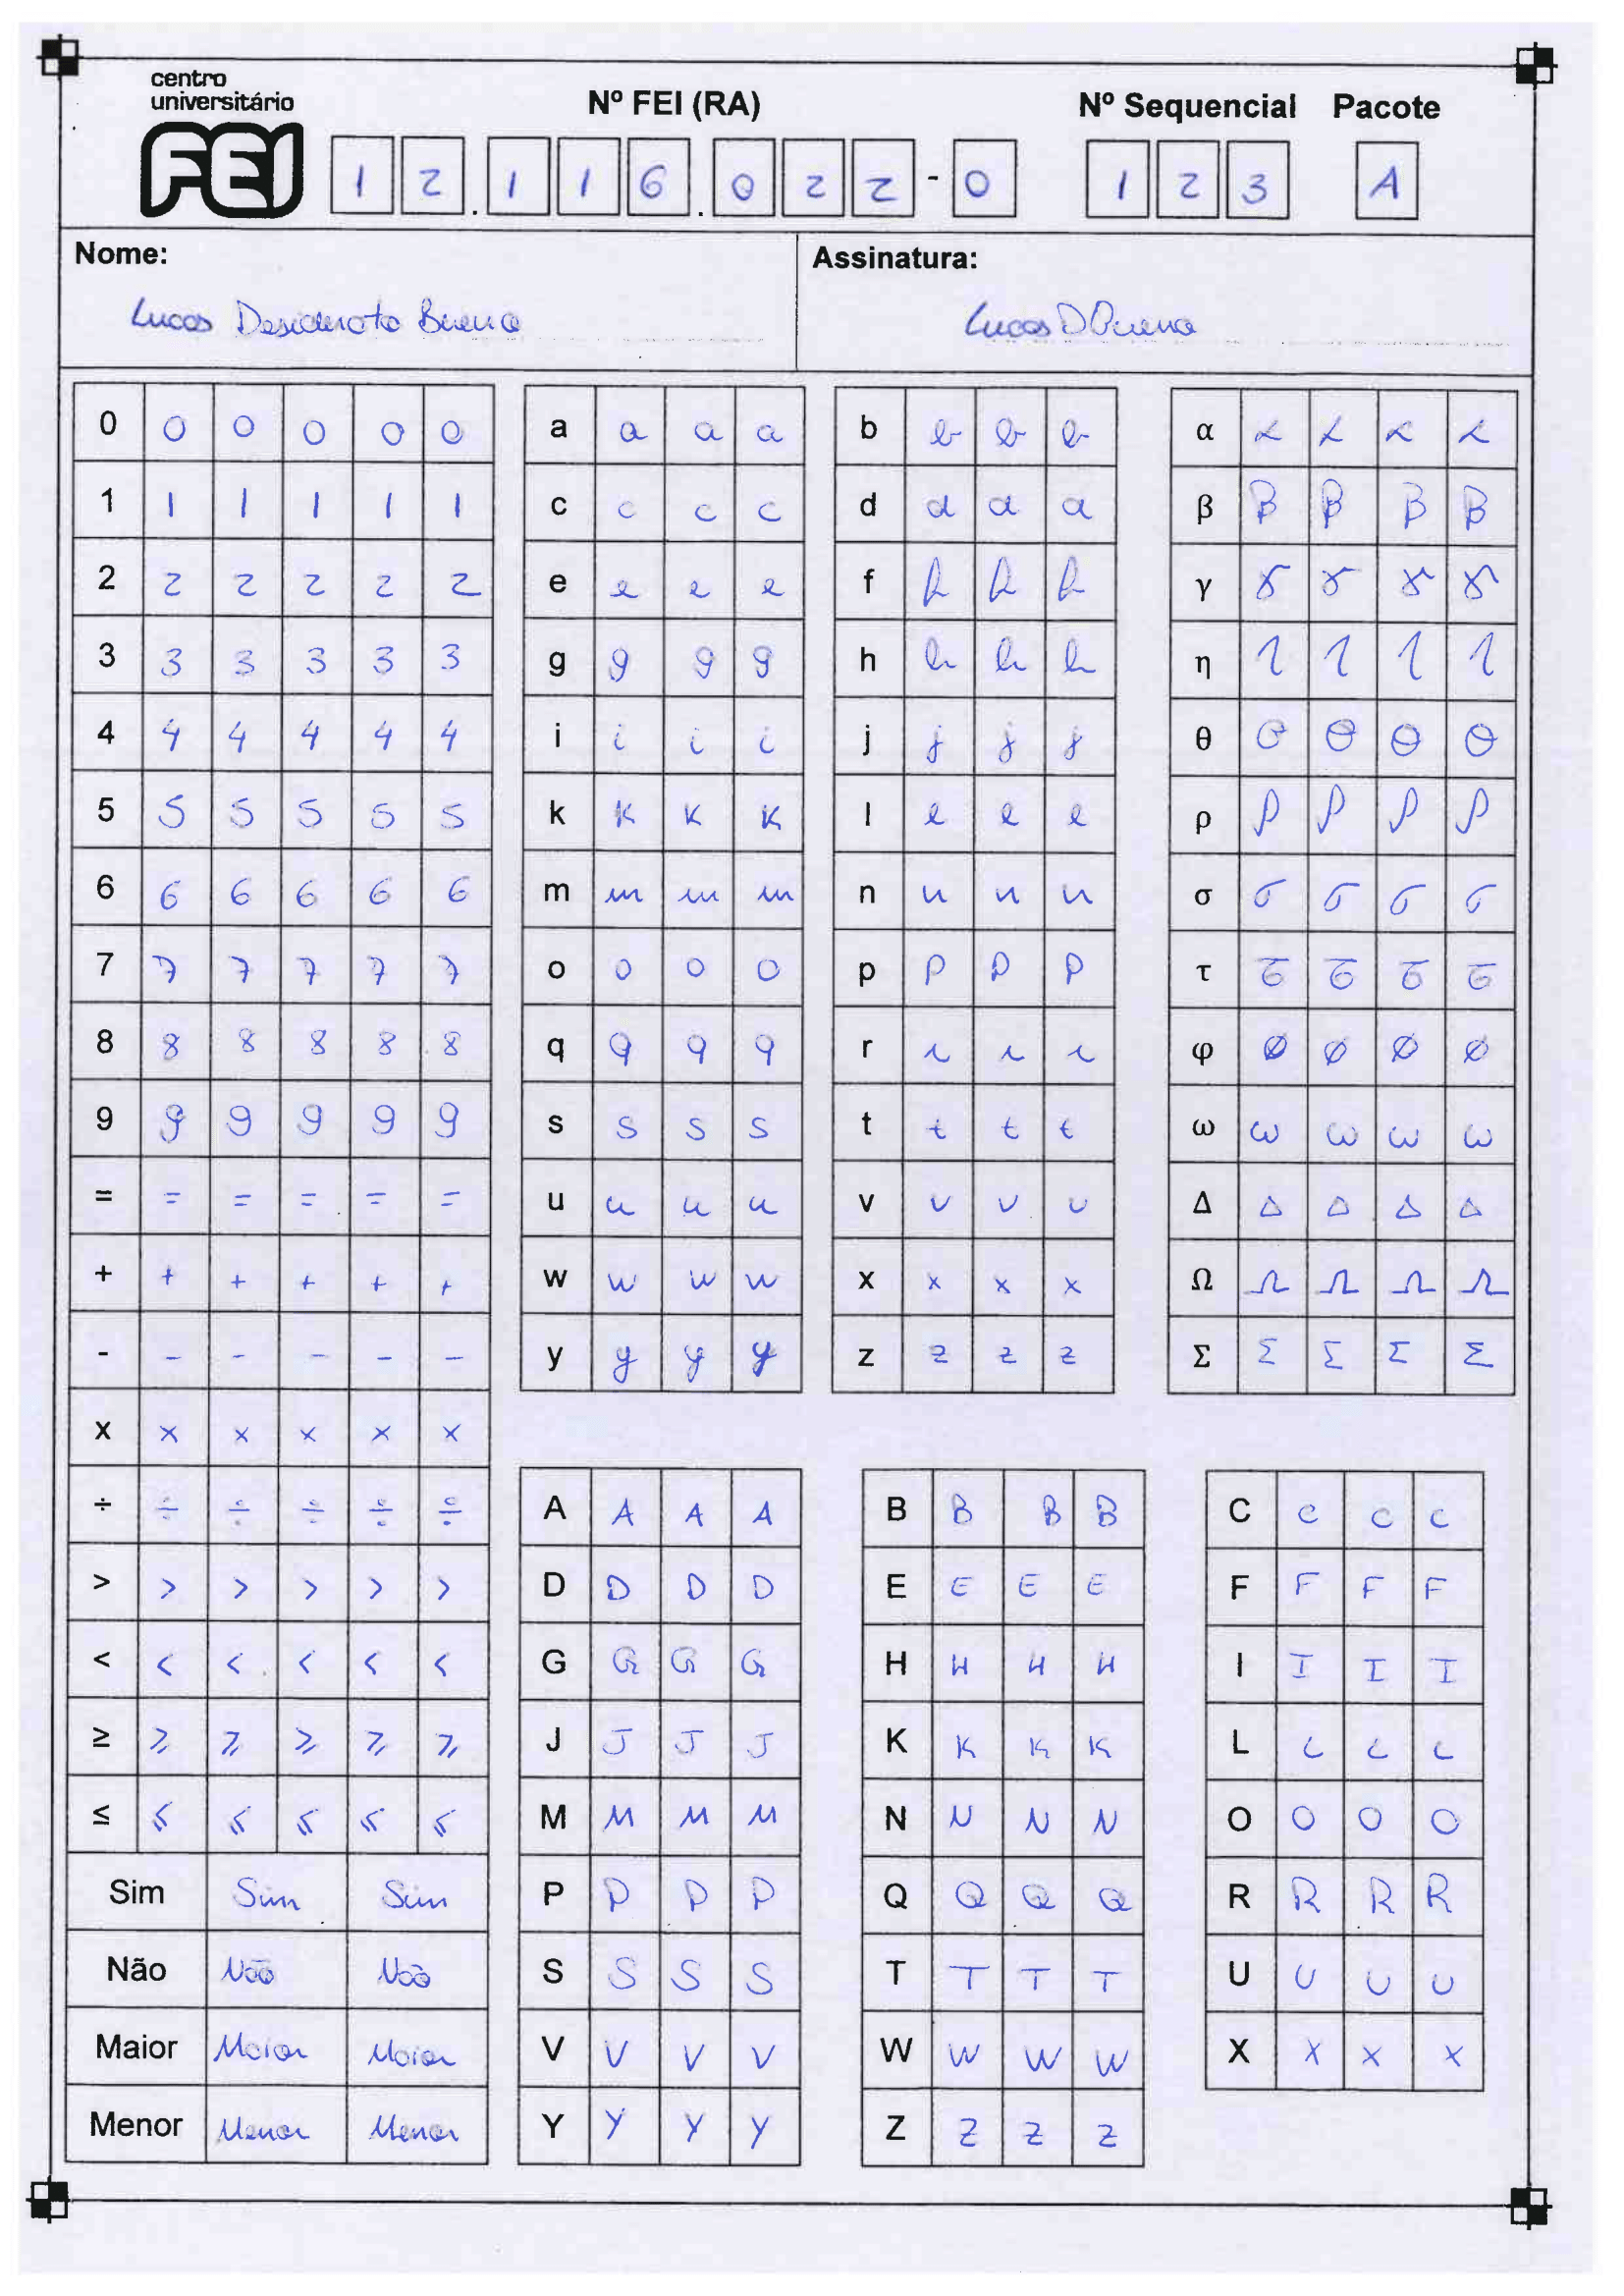 centro
universitário
FEI
Nº FEI (RA)
Nº Sequencial Pacote
1 2 . 1 1 6 . 0 2 2 - 0 1 2 3 A
Nome: Assinatura:
Lucas Bueno Lucas D Bueno
0 0 0 0 0 0 a a a a b b b b α α α α α
1 1 1 1 1 1 c c c c d d d d β β β β β
2 2 2 2 2 2 e e e e f f f f γ γ γ γ γ
3 3 3 3 3 3 g g g g h h h h η η η η η
4 4 4 4 4 4 i i i i j j j j θ θ θ θ θ
5 5 5 5 5 5 k k k k l l l l ρ ρ ρ ρ ρ
6 6 6 6 6 6 m m m m n n n n σ σ σ σ σ
7 7 7 7 7 7 o o o o p p p p τ τ τ τ τ
8 8 8 8 8 8 q q q q r r r r φ φ φ φ φ
9 9 9 9 9 9 s s s s t t t t ω ω ω ω ω
= = = = = = u u u u v v v v Δ Δ Δ Δ Δ
+ + + + + + w w w w x x x x Ω Ω Ω Ω Ω
- - - - - - y y y y z z z z Σ Σ Σ Σ Σ
x x x x x x
÷ ÷ ÷ ÷ ÷ ÷ A A A A B B B B C C C C
> > > > > > D D D D E E E E F F F F
< < < < < < G G G G H H H H I I I I
≥ ≥ ≥ ≥ ≥ ≥ J J J J K K K K L L L L
≤ ≤ ≤ ≤ ≤ ≤ M M M M N N N N O O O O
Sim Sim Sim P P P P Q Q Q Q R R R R
Não Não Não S S S S T T T T U U U U
Maior Maior Maior V V V V W W W W X X X X
Menor Menor Menor Y Y Y Y Z Z Z Z